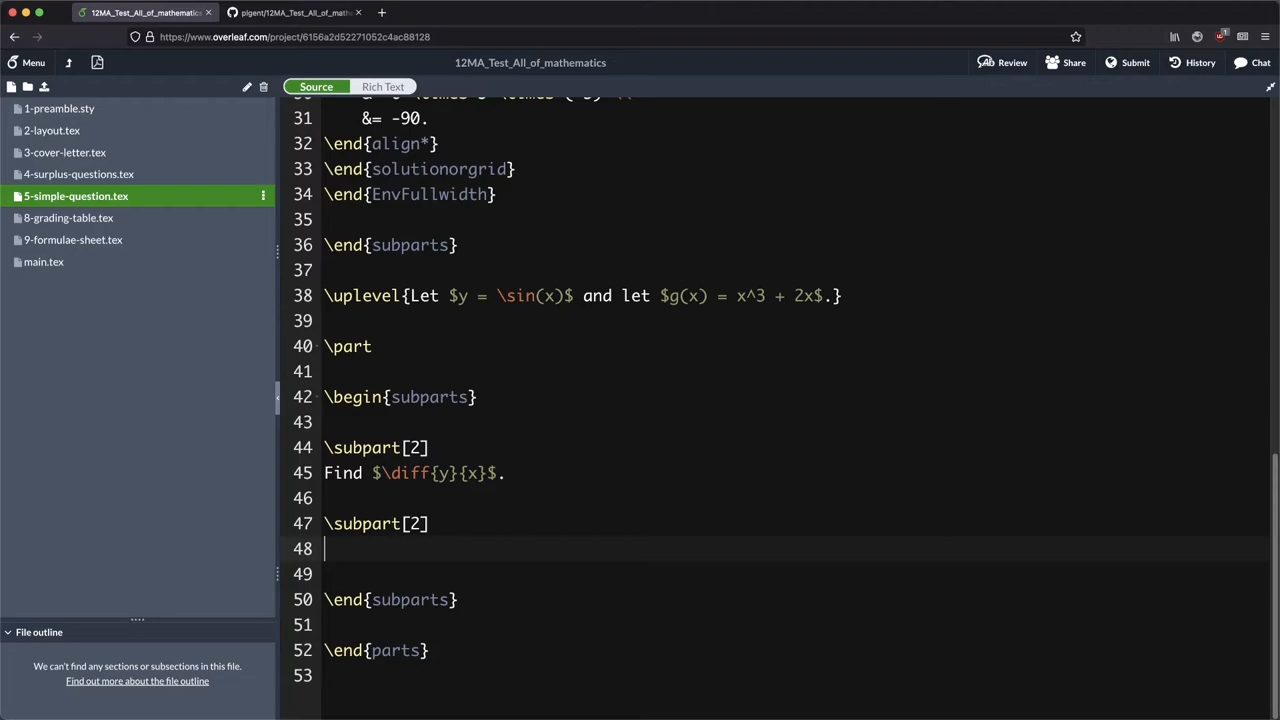 12MA_Test_All_of_mathematics
pigent/12MA_Test_All_of_mathe
https://www.overleaf.com/project/6156a2d52271052c4ac88128
Menu
12MA_Test_All_of_mathematics
Review
Share
Submit
History
Chat
Source
Rich Text
1-preamble.sty
2-layout.tex
3-cover-letter.tex
4-surplus-questions.tex
5-simple-question.tex
8-grading-table.tex
9-formulae-sheet.tex
main.tex
File outline
We can't find any sections or subsections in this file.
Find out more about the file outline
31 &= -90.
32 \end{align*}
33 \end{solutionorgrid}
34 \end{EnvFullwidth}
35
36 \end{subparts}
37
38 \uplevel{Let $y = \sin(x)$ and let $g(x) = x^3 + 2x$.}
39
40 \part
41
42 \begin{subparts}
43
44 \subpart[2]
45 Find $\diff{y}{x}$.
46
47 \subpart[2]
48
49
50 \end{subparts}
51
52 \end{parts}
53